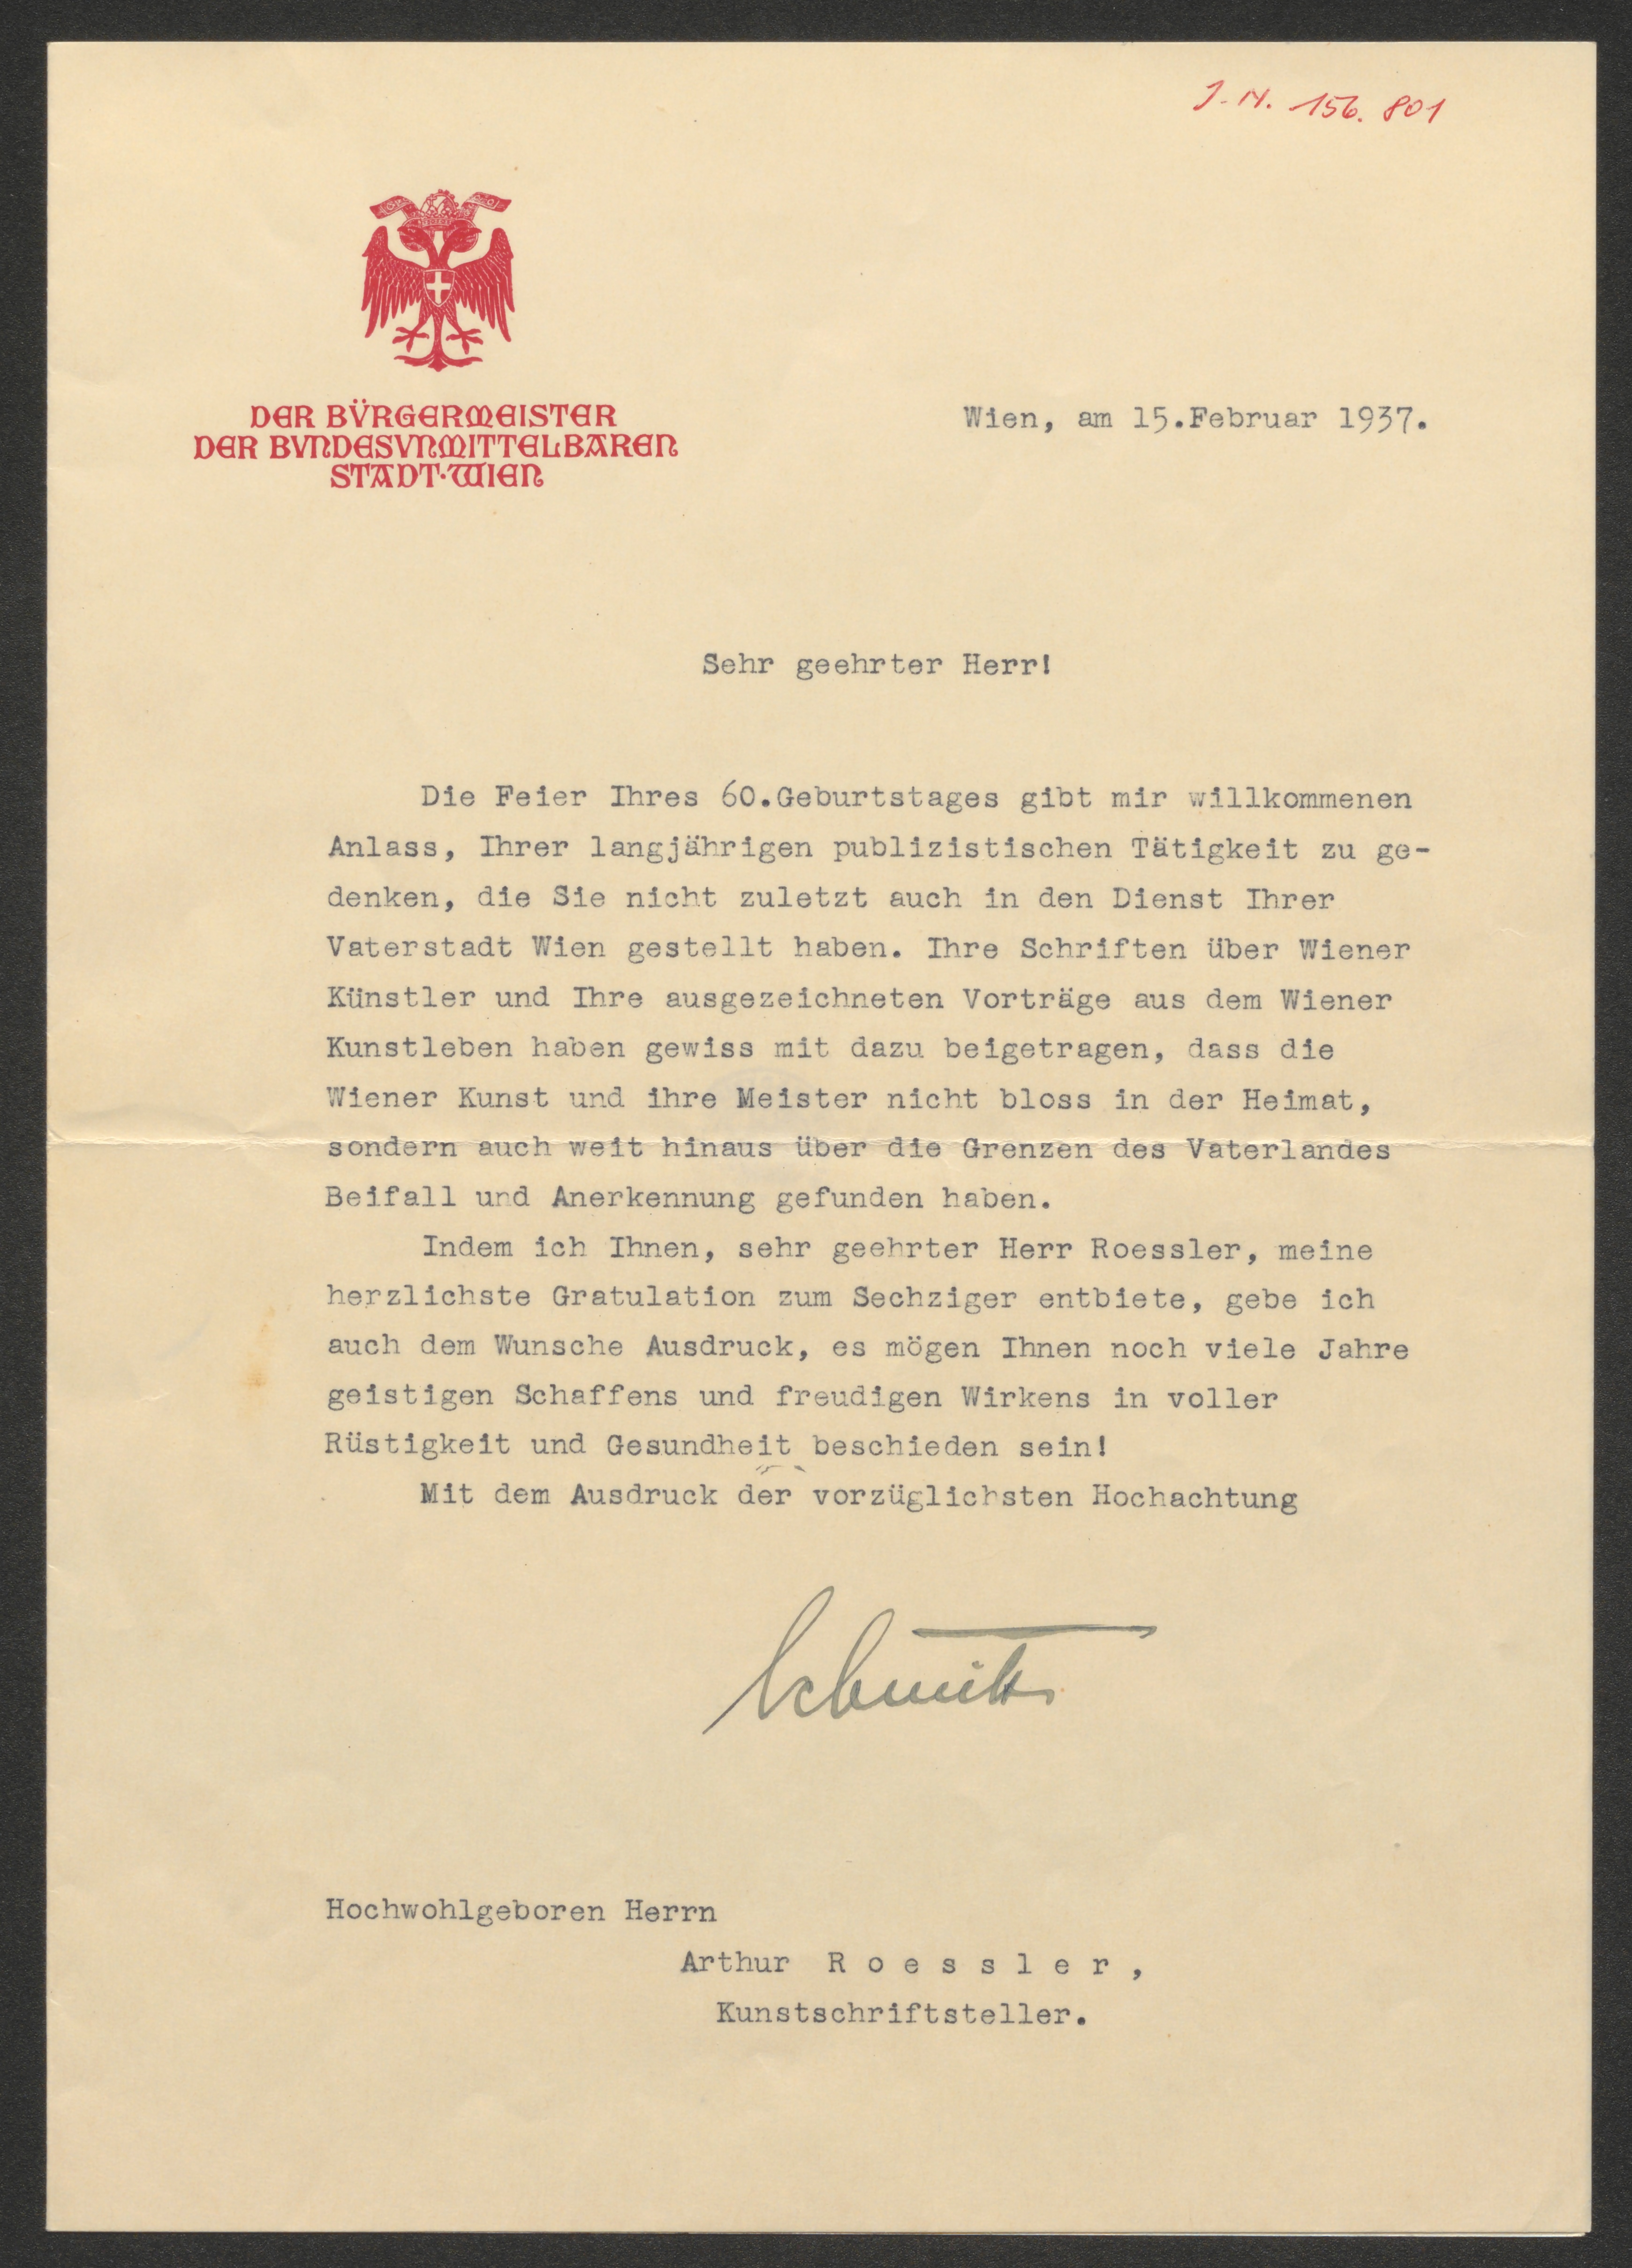 J. N. 156. 801
DER BÜRGERMEISTER
DER BVNDESVNMITTELBAREN
STADT·WIEN
Wien, am 15.Februar 1937.
Sehr geehrter Herr!
Die Feier Ihres 60.Geburtstages gibt mir willkommenen
Anlass, Ihrer langjährigen publizistischen Tätigkeit zu ge-
denken, die Sie nicht zuletzt auch in den Dienst Ihrer
Vaterstadt Wien gestellt haben. Ihre Schriften über Wiener
Künstler und Ihre ausgezeichneten Vorträge aus dem Wiener
Kunstleben haben gewiss mit dazu beigetragen, dass die
Wiener Kunst und ihre Meister nicht bloss in der Heimat,
sondern auch weit hinaus über die Grenzen des Vaterlandes
Beifall und Anerkennung gefunden haben.
Indem ich Ihnen, sehr geehrter Herr Roessler, meine
herzlichste Gratulation zum Sechziger entbiete, gebe ich
auch dem Wunsche Ausdruck, es mögen Ihnen noch viele Jahre
geistigen Schaffens und freudigen Wirkens in voller
Rüstigkeit und Gesundheit beschieden sein!
Mit dem Ausdruck der vorzüglichsten Hochachtung
Schmitz
Hochwohlgeboren Herrn
Arthur R o e s s l e r ,
Kunstschriftsteller.